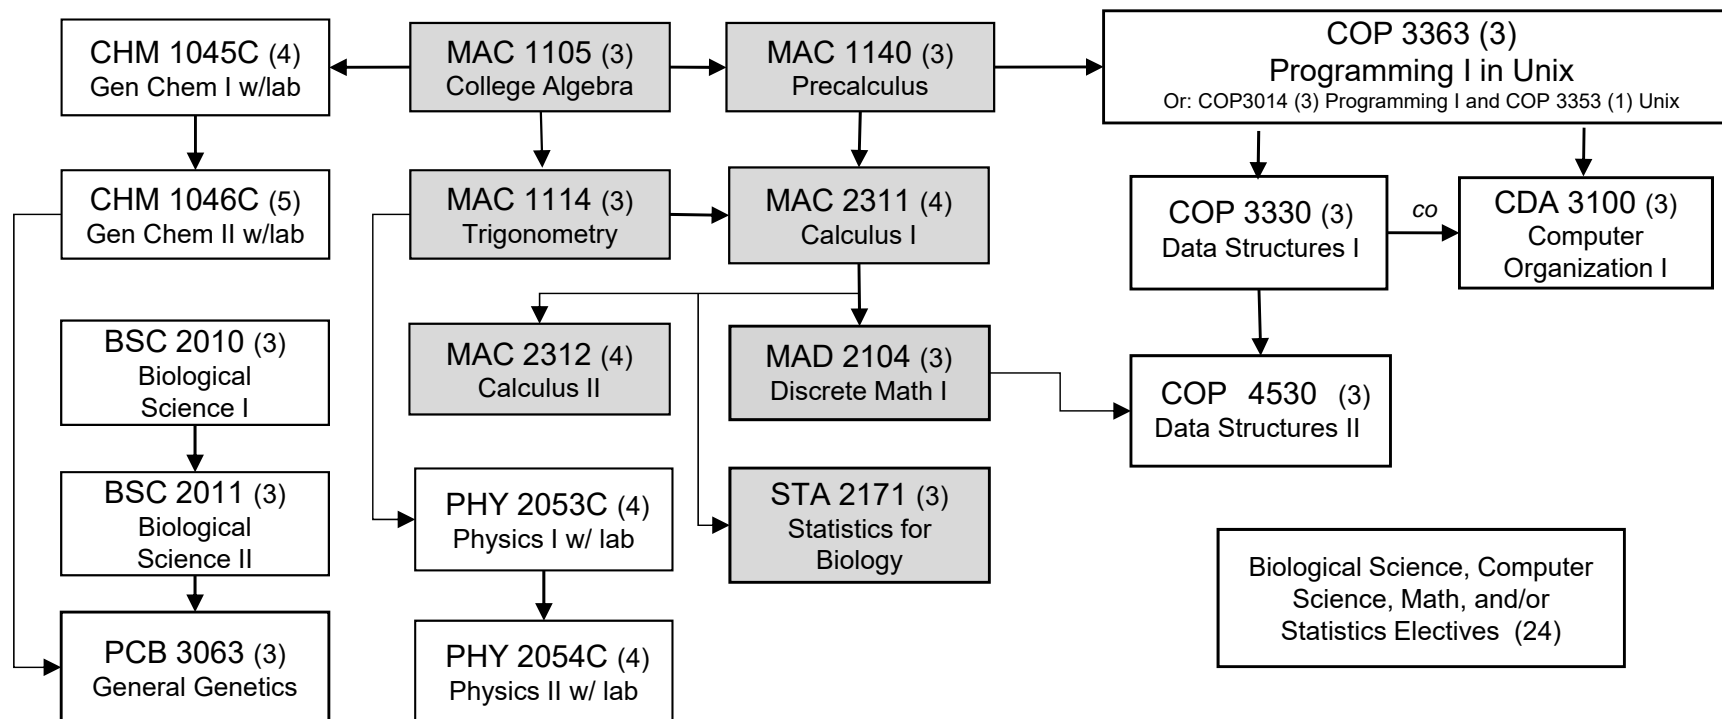 CHM 1045C (4)
Gen Chem I w/lab
MAC 1105 (3)
College Algebra
MAC 1140 (3)
Precalculus
COP 3363 (3)
Programming I in Unix
Or: COP3014 (3) Programming I and COP 3353 (1) Unix
CHM 1046C (5)
Gen Chem II w/lab
MAC 1114 (3)
Trigonometry
MAC 2311 (4)
Calculus I
COP 3330 (3)
Data Structures I
co
CDA 3100 (3)
Computer
Organization I
BSC 2010 (3)
Biological
Science I
MAC 2312 (4)
Calculus II
MAD 2104 (3)
Discrete Math I
COP 4530 (3)
Data Structures II
BSC 2011 (3)
Biological
Science II
PHY 2053C (4)
Physics I w/ lab
STA 2171 (3)
Statistics for
Biology
Biological Science, Computer
Science, Math, and/or
Statistics Electives (24)
PCB 3063 (3)
General Genetics
PHY 2054C (4)
Physics II w/ lab